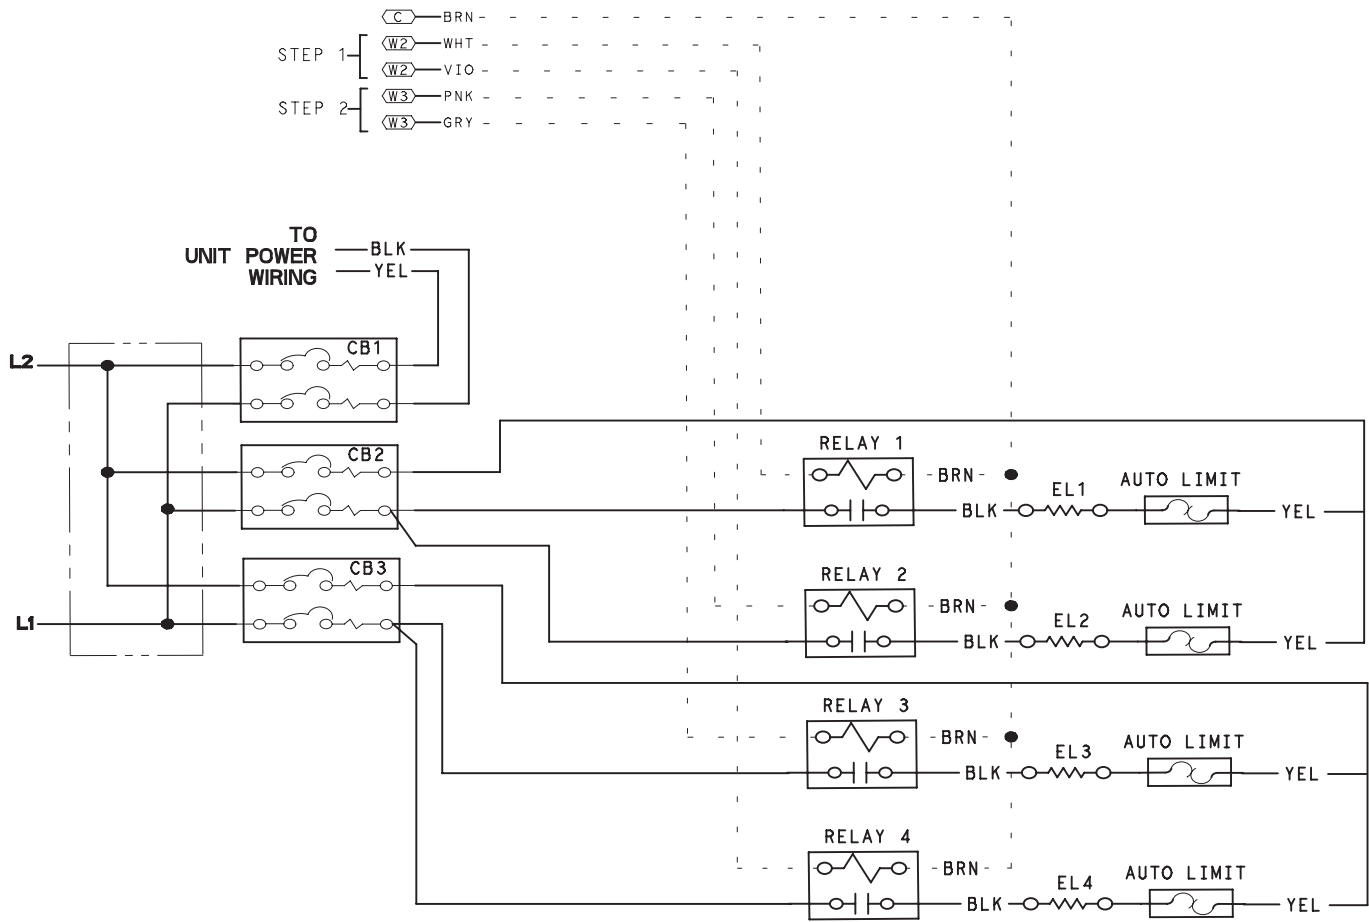 C BRN
STEP 1 W2 WHT
W2 VIO
STEP 2 W3 PNK
W3 GRY
TO
UNIT POWER
WIRING
BLK
YEL
L2
CB1
CB2
RELAY 1
BRN
BLK EL1 AUTO LIMIT YEL
CB3
RELAY 2
BRN
L1
BLK EL2 AUTO LIMIT YEL
RELAY 3
BRN
BLK EL3 AUTO LIMIT YEL
RELAY 4
BRN
BLK EL4 AUTO LIMIT YEL